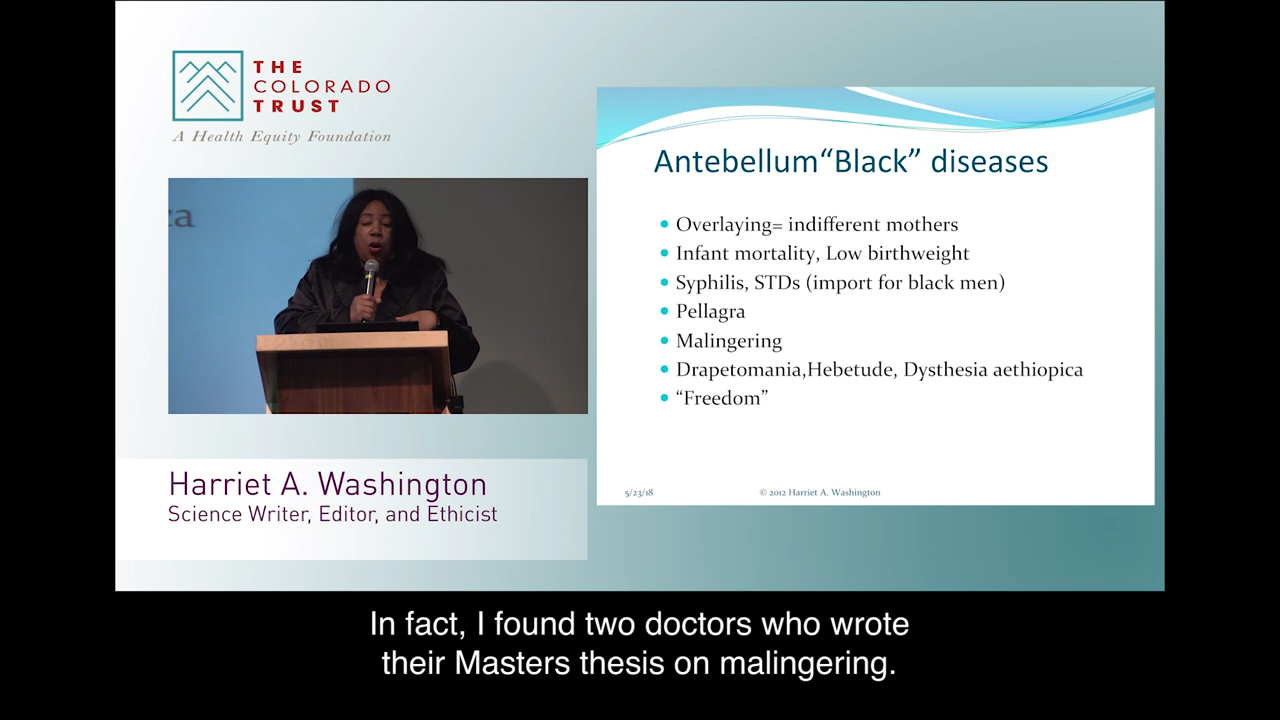 THE
COLORADO
TRUST
A Health Equity Foundation
ca
Harriet A. Washington
Science Writer, Editor, and Ethicist
Antebellum“Black” diseases
Overlaying= indifferent mothers
Infant mortality, Low birthweight
Syphilis, STDs (import for black men)
Pellagra
Malingering
Drapetomania,Hebetude, Dysthesia aethiopica
“Freedom”
5/23/18
© 2012 Harriet A. Washington
In fact, I found two doctors who wrote
their Masters thesis on malingering.